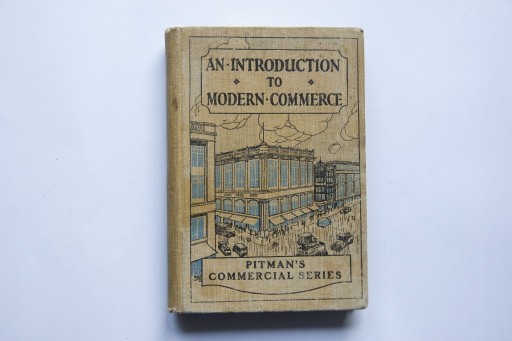 AN·INTRODUCTION
TO
MODERN·COMMERCE
PITMAN'S
COMMERCIAL SERIES